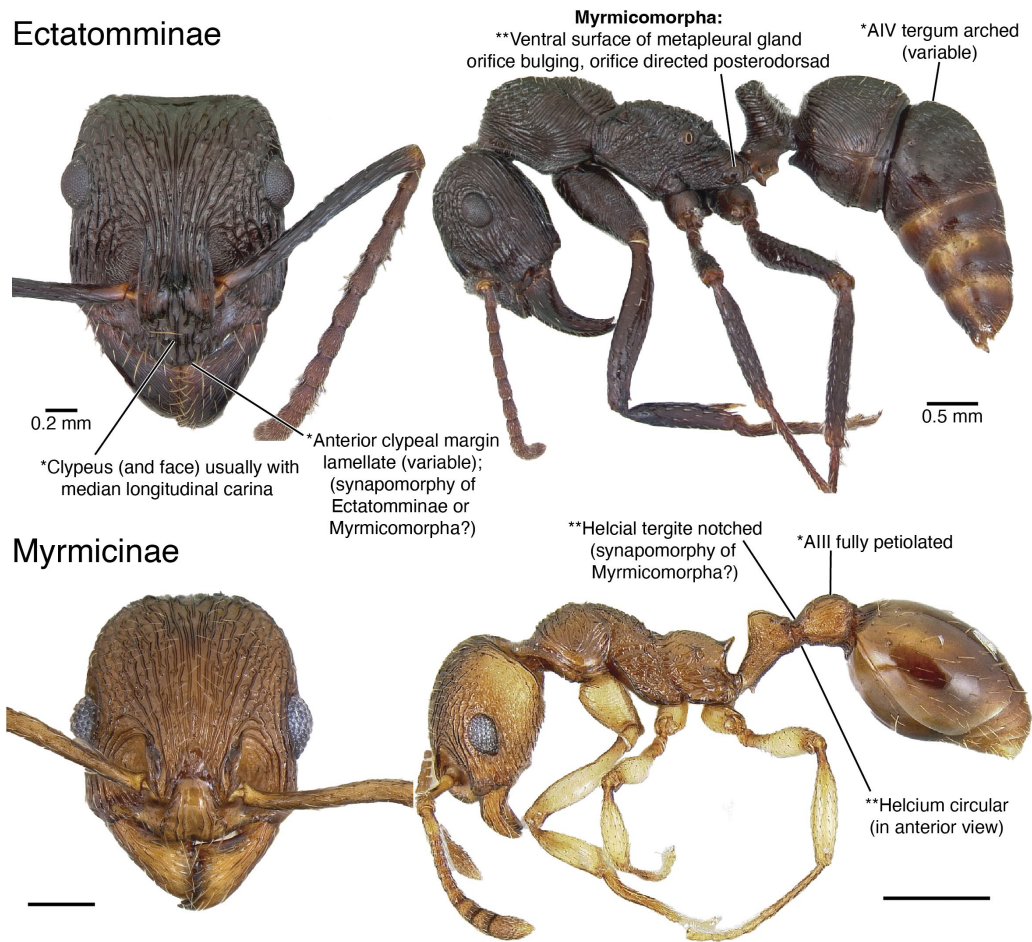 Ectatomminae
Myrmicomorpha:
**Ventral surface of metapleural gland
orifice bulging, orifice directed posterodorsad
*AIV tergum arched
(variable)
0.2 mm
0.5 mm
*Clypeus (and face) usually with
median longitudinal carina
*Anterior clypeal margin
lamellate (variable);
(synapomorphy of
Ectatomminae or
Myrmicomorpha?)
Myrmicinae
**Helcial tergite notched
(synapomorphy of
Myrmicomorpha?)
*AIII fully petiolated
**Helcium circular
(in anterior view)